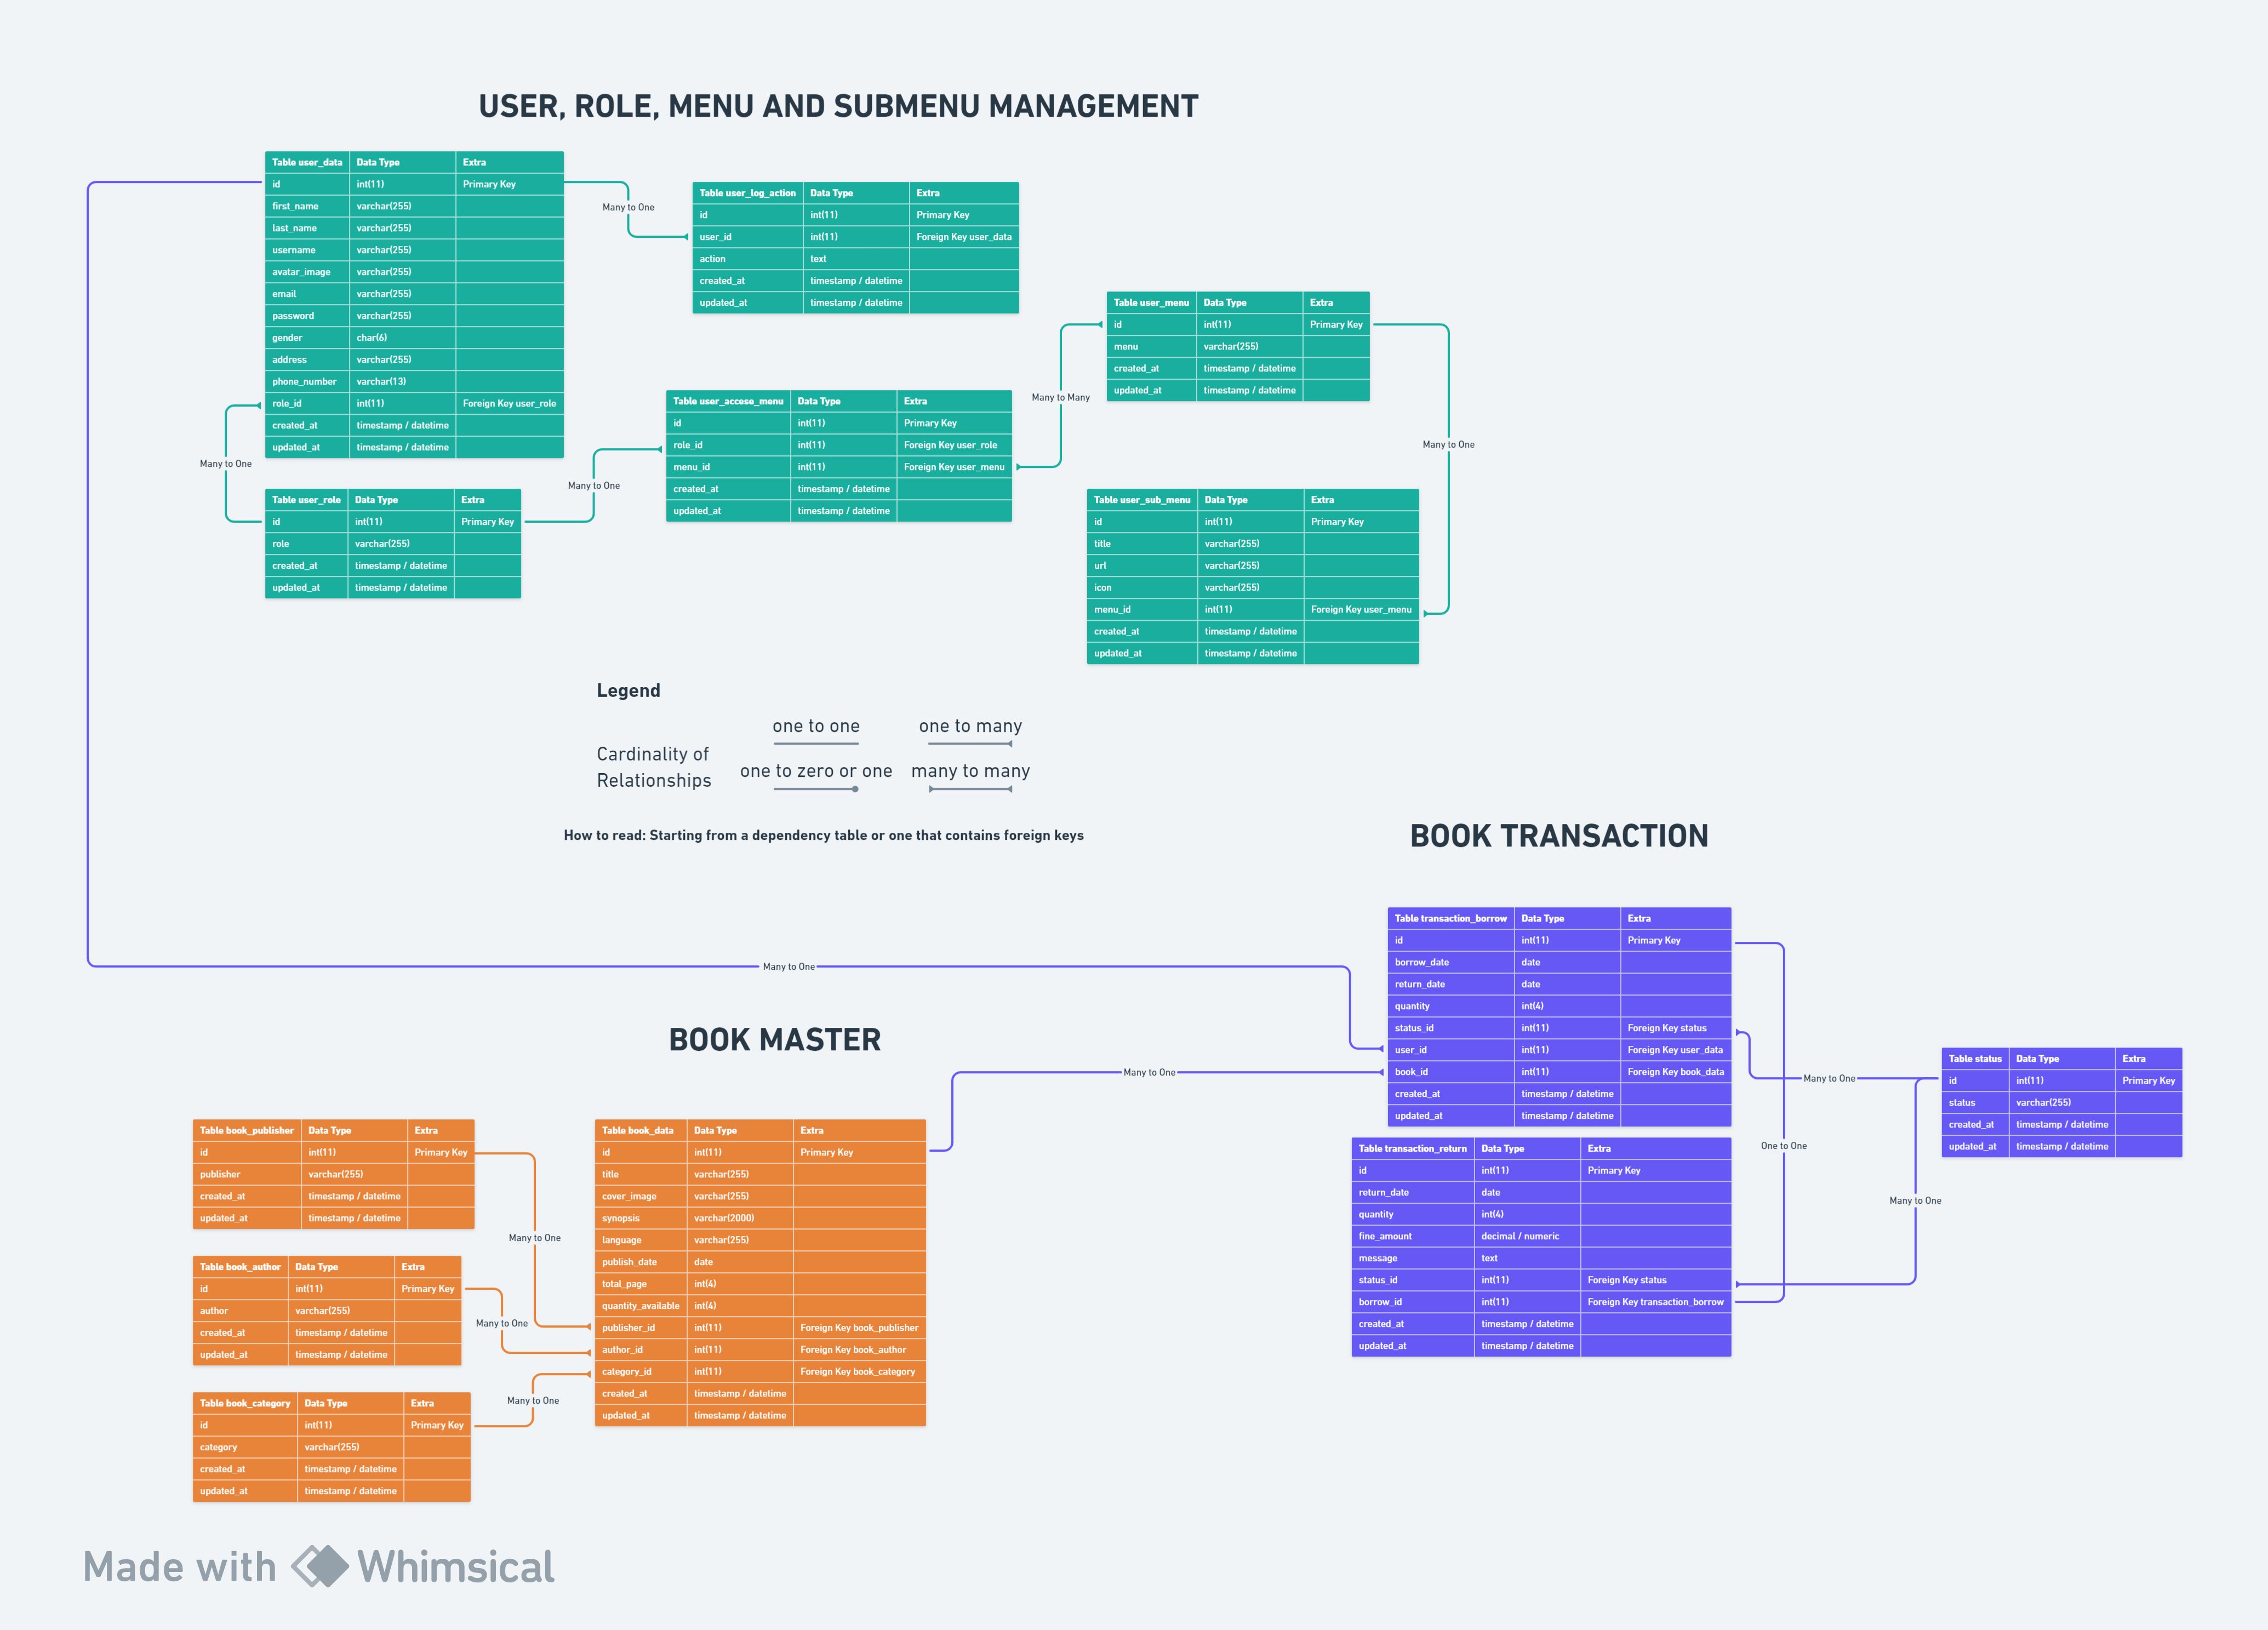 USER, ROLE, MENU AND SUBMENU MANAGEMENT
Table user_data Data Type Extra
id int(11) Primary Key
first_name varchar(255)
last_name varchar(255)
username varchar(255)
avatar_image varchar(255)
email varchar(255)
password varchar(255)
gender char(6)
address varchar(255)
phone_number varchar(13)
role_id int(11) Foreign Key user_role
created_at timestamp / datetime
updated_at timestamp / datetime
Many to One
Table user_log_action Data Type Extra
id int(11) Primary Key
user_id int(11) Foreign Key user_data
action text
created_at timestamp / datetime
updated_at timestamp / datetime
Many to One
Table user_role Data Type Extra
id int(11) Primary Key
role varchar(255)
created_at timestamp / datetime
updated_at timestamp / datetime
Many to One
Table user_accese_menu Data Type Extra
id int(11) Primary Key
role_id int(11) Foreign Key user_role
menu_id int(11) Foreign Key user_menu
created_at timestamp / datetime
updated_at timestamp / datetime
Many to Many
Table user_menu Data Type Extra
id int(11) Primary Key
menu varchar(255)
created_at timestamp / datetime
updated_at timestamp / datetime
Many to One
Table user_sub_menu Data Type Extra
id int(11) Primary Key
title varchar(255)
url varchar(255)
icon varchar(255)
menu_id int(11) Foreign Key user_menu
created_at timestamp / datetime
updated_at timestamp / datetime
Legend
Cardinality of
Relationships
one to one
one to many
one to zero or one
many to many
How to read: Starting from a dependency table or one that contains foreign keys
BOOK TRANSACTION
Many to One
Table transaction_borrow Data Type Extra
id int(11) Primary Key
borrow_date date
return_date date
quantity int(4)
status_id int(11) Foreign Key status
user_id int(11) Foreign Key user_data
book_id int(11) Foreign Key book_data
created_at timestamp / datetime
updated_at timestamp / datetime
Many to One
Many to One
Table status Data Type Extra
id int(11) Primary Key
status varchar(255)
created_at timestamp / datetime
updated_at timestamp / datetime
One to One
Many to One
Table transaction_return Data Type Extra
id int(11) Primary Key
return_date date
quantity int(4)
fine_amount decimal / numeric
message text
status_id int(11) Foreign Key status
borrow_id int(11) Foreign Key transaction_borrow
created_at timestamp / datetime
updated_at timestamp / datetime
BOOK MASTER
Table book_publisher Data Type Extra
id int(11) Primary Key
publisher varchar(255)
created_at timestamp / datetime
updated_at timestamp / datetime
Many to One
Table book_author Data Type Extra
id int(11) Primary Key
author varchar(255)
created_at timestamp / datetime
updated_at timestamp / datetime
Many to One
Table book_category Data Type Extra
id int(11) Primary Key
category varchar(255)
created_at timestamp / datetime
updated_at timestamp / datetime
Many to One
Table book_data Data Type Extra
id int(11) Primary Key
title varchar(255)
cover_image varchar(255)
synopsis varchar(2000)
language varchar(255)
publish_date date
total_page int(4)
quantity_available int(4)
publisher_id int(11) Foreign Key book_publisher
author_id int(11) Foreign Key book_author
category_id int(11) Foreign Key book_category
created_at timestamp / datetime
updated_at timestamp / datetime
Made with Whimsical